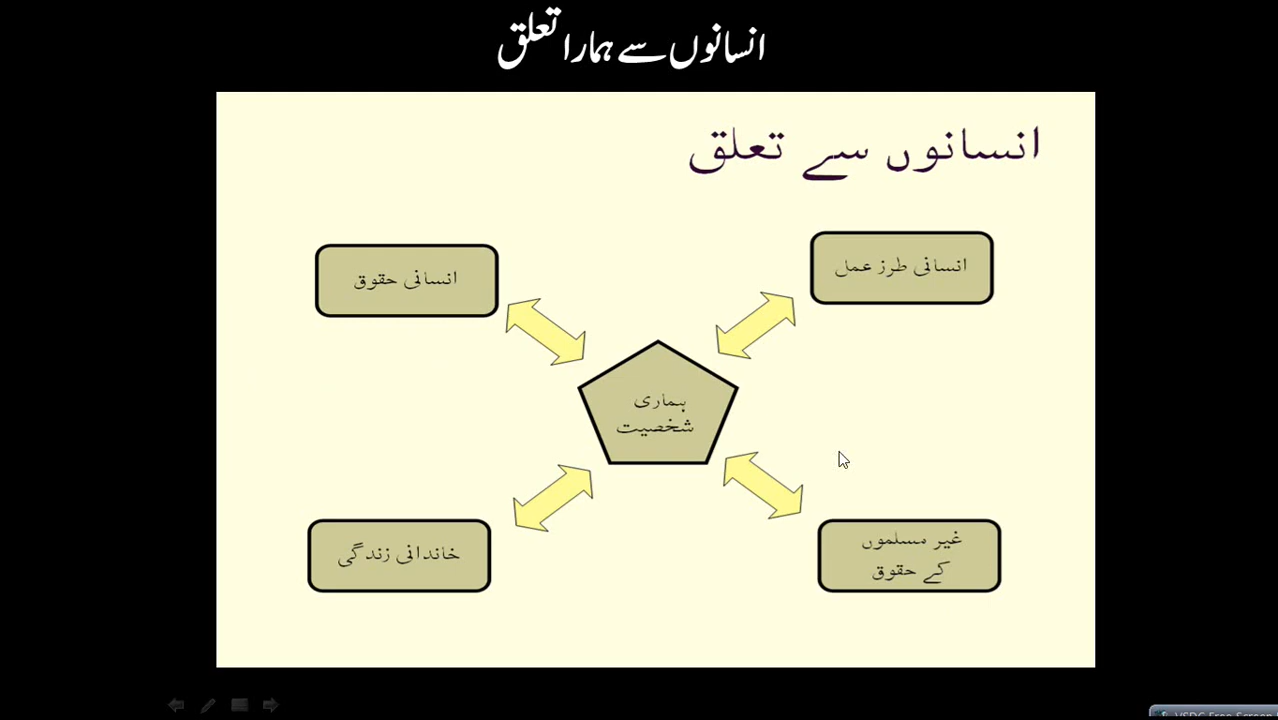 انسانوں سے ہمارا تعلق
انسانوں سے تعلق
انسانی طرز عمل
انسانی حقوق
ہماری
شخصیت
غیر مسلموں
کے حقوق
خاندانی زندگی